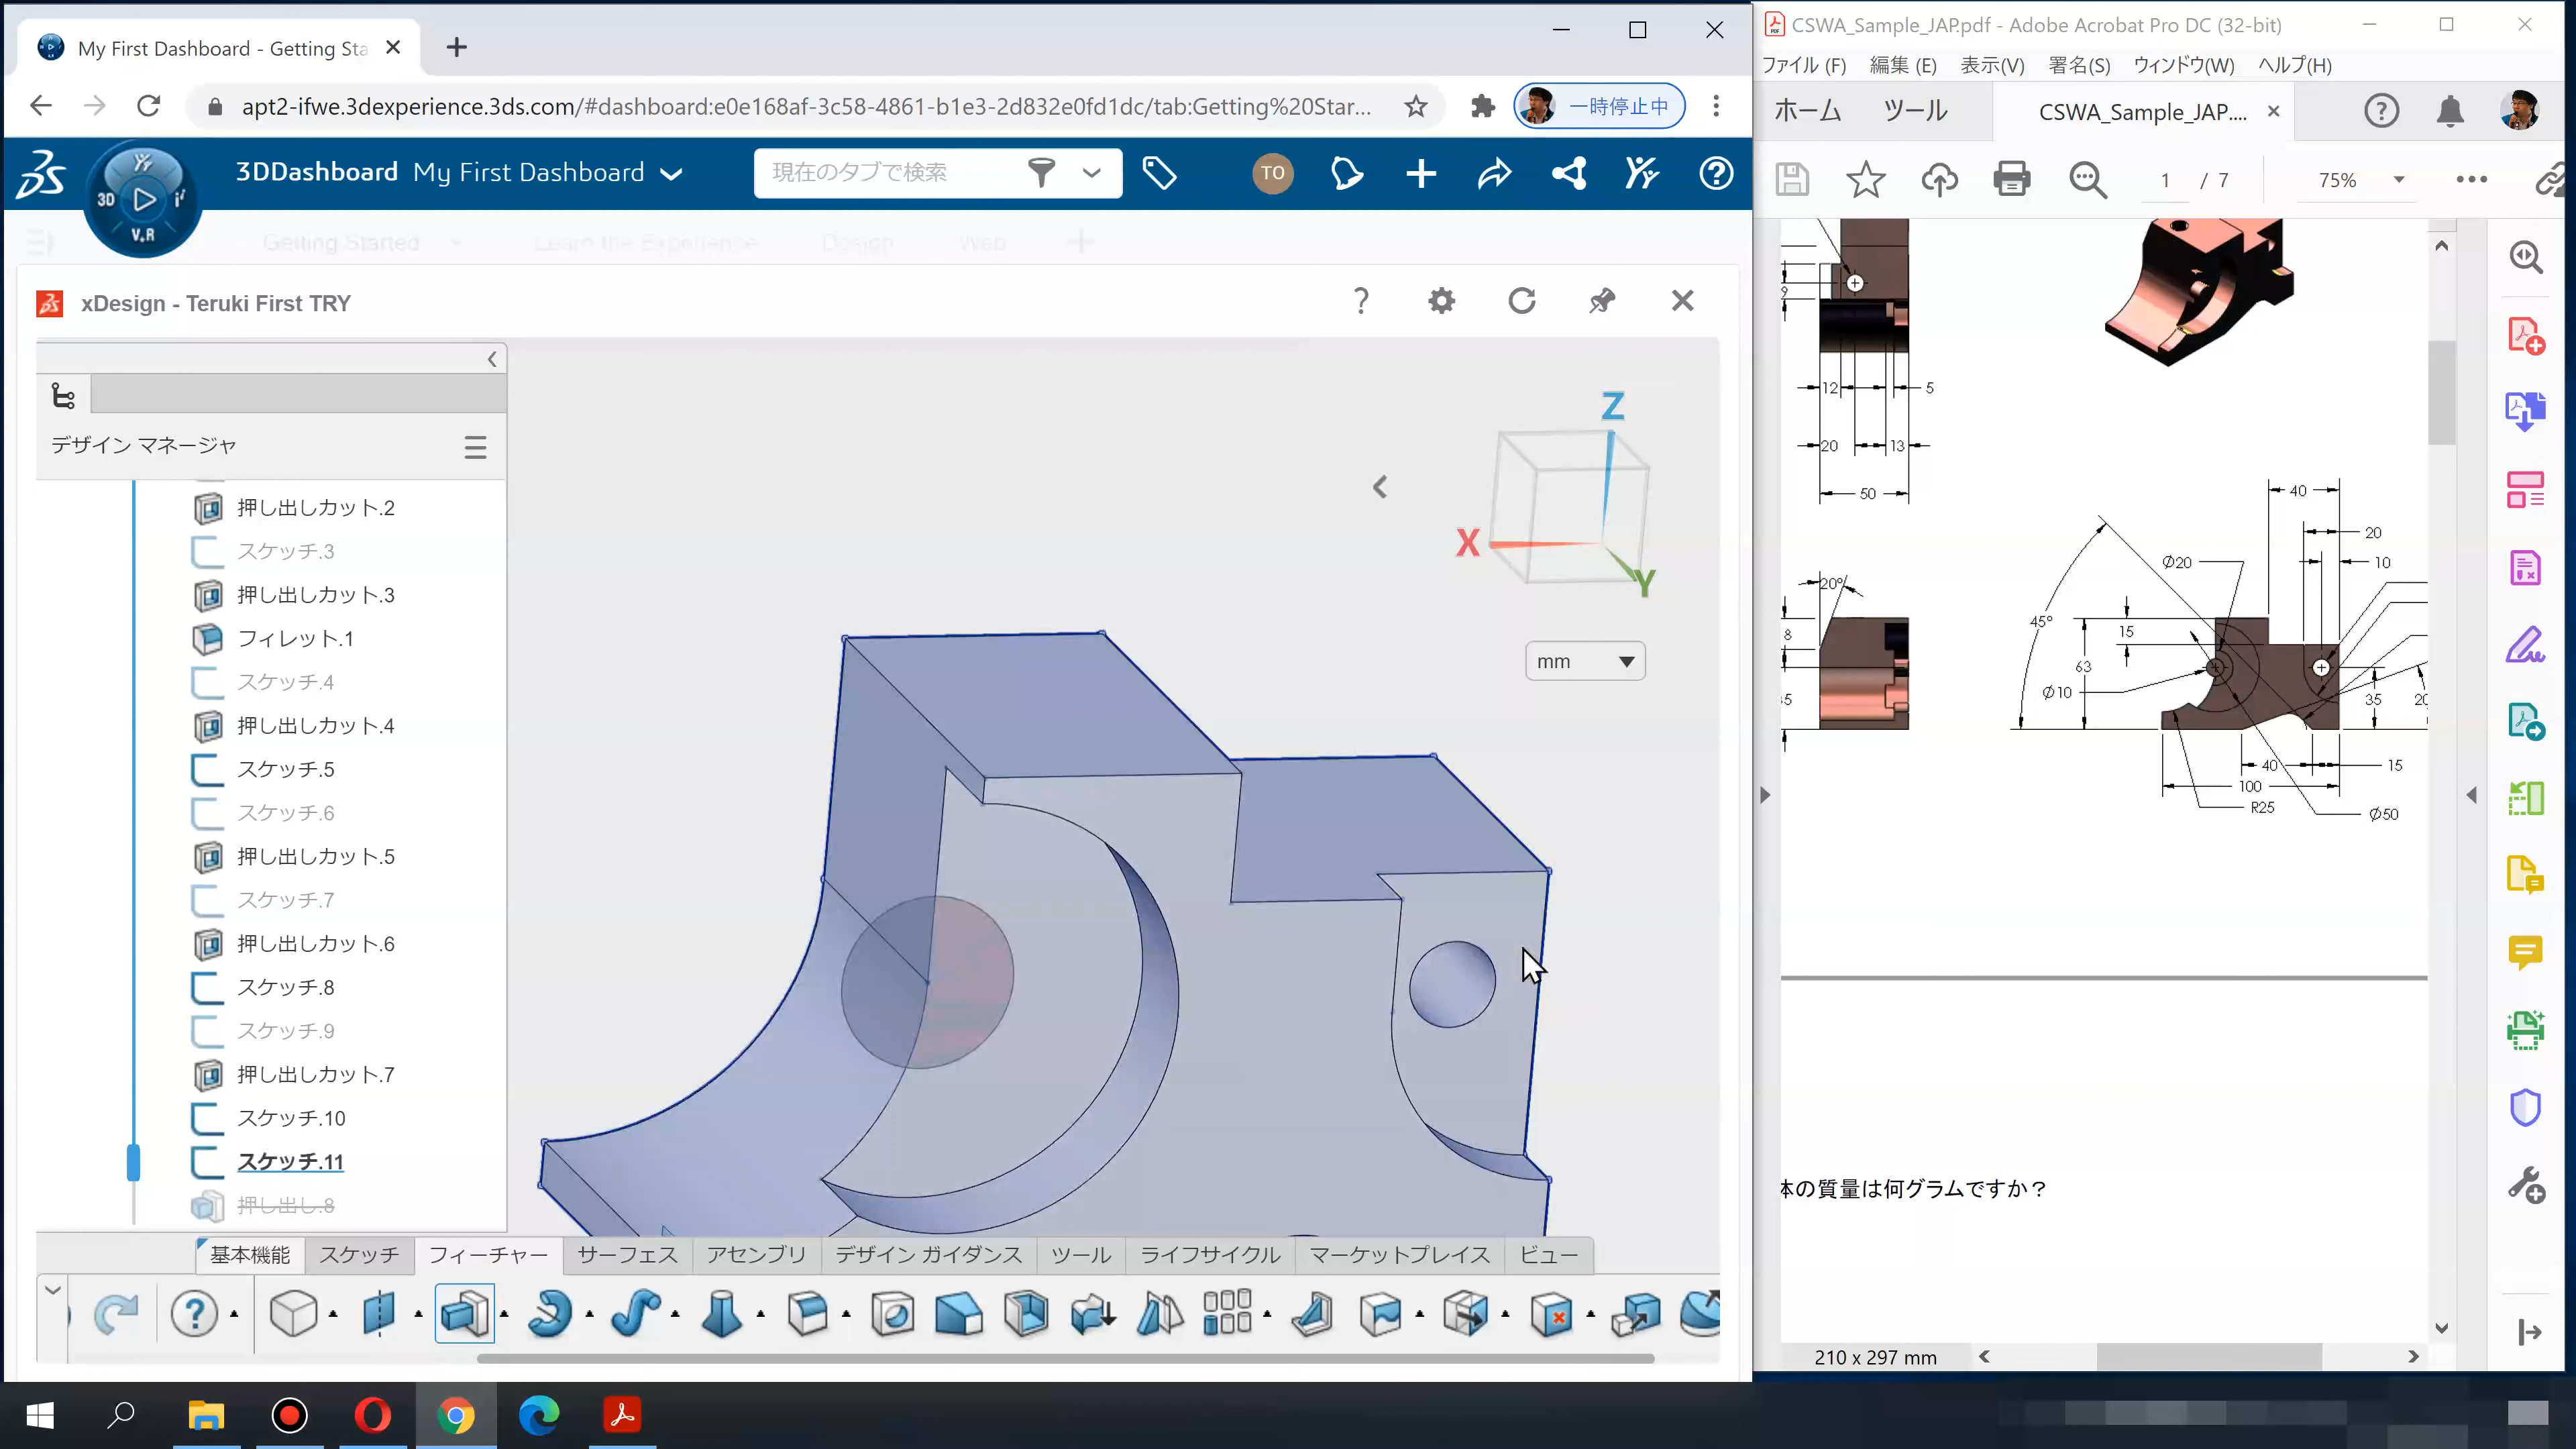 My First Dashboard - Getting Sta
apt2-ifwe.3dexperience.3ds.com/#dashboard:e0e168af-3c58-4861-b1e3-2d832e0fd1dc/tab:Getting%20Star...
一時停止中
3DDashboard My First Dashboard
現在のタブで検索
TO
3D
V.R
Getting Started
Learn the Experience
Design
Web
xDesign - Teruki First TRY
デザイン マネージャ
押し出しカット.2
スケッチ.3
押し出しカット.3
フィレット.1
スケッチ.4
押し出しカット.4
スケッチ.5
スケッチ.6
押し出しカット.5
スケッチ.7
押し出しカット.6
スケッチ.8
スケッチ.9
押し出しカット.7
スケッチ.10
スケッチ.11
押し出し.8
Z
X
Y
mm
基本機能
スケッチ
フィーチャー
サーフェス
アセンブリ
デザイン ガイダンス
ツール
ライフサイクル
マーケットプレイス
ビュー
CSWA_Sample_JAP.pdf - Adobe Acrobat Pro DC (32-bit)
ファイル (F) 編集 (E) 表示(V) 署名(S) ウィンドウ(W) ヘルプ(H)
ホーム
ツール
CSWA_Sample_JAP....
1 / 7
75%
9
12
5
20
13
50
40
20
10
Ø20
20°
45°
8
15
63
Ø10
35
20
15
40
100
R25
Ø50
体の質量は何グラムですか？
210 x 297 mm